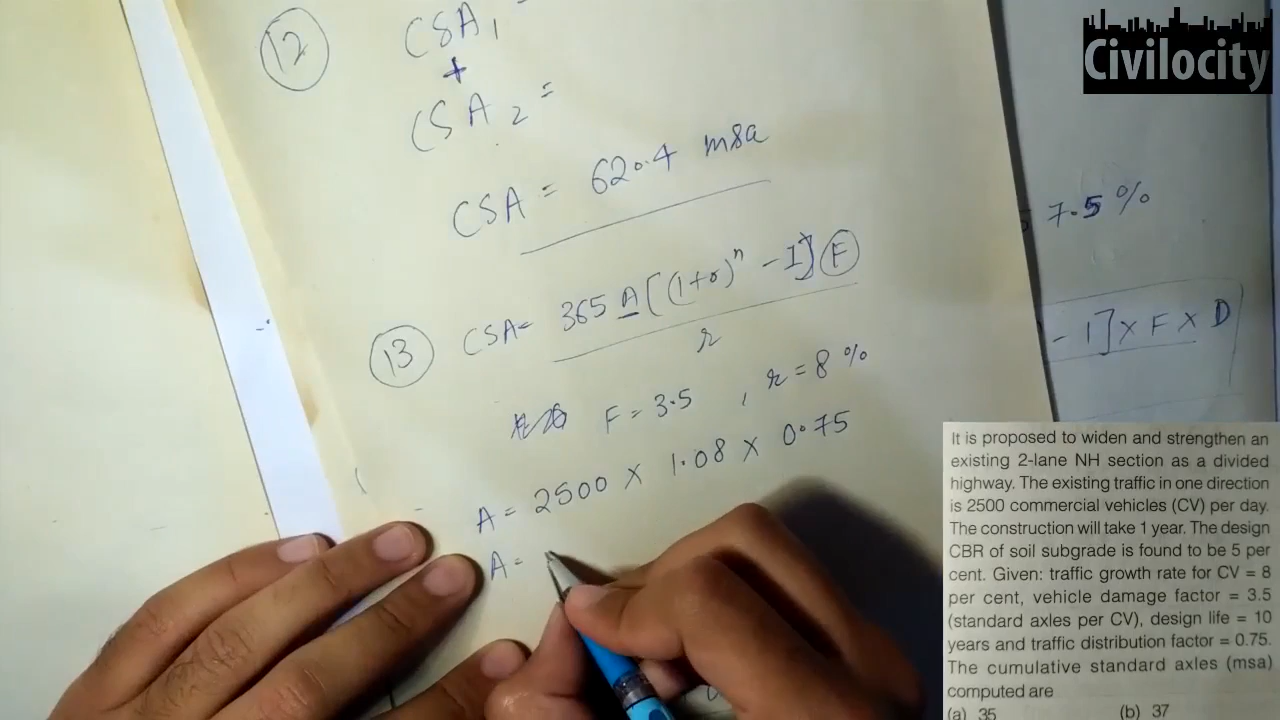 Civilocity
12
CSA1 =
+
CSA2 =
CSA = 620.4 msa
7.5 %
13 CSA = 365 A [(1+r)^n - 1] F
r
- 1] x F x D
F = 3.5 , r = 8 %
A = 2500 x 1.08 x 0.75
A =
It is proposed to widen and strengthen an
existing 2-lane NH section as a divided
highway. The existing traffic in one direction
is 2500 commercial vehicles (CV) per day.
The construction will take 1 year. The design
CBR of soil subgrade is found to be 5 per
cent. Given: traffic growth rate for CV = 8
per cent, vehicle damage factor = 3.5
(standard axles per CV), design life = 10
years and traffic distribution factor = 0.75.
The cumulative standard axles (msa)
computed are
(a) 35 (b) 37